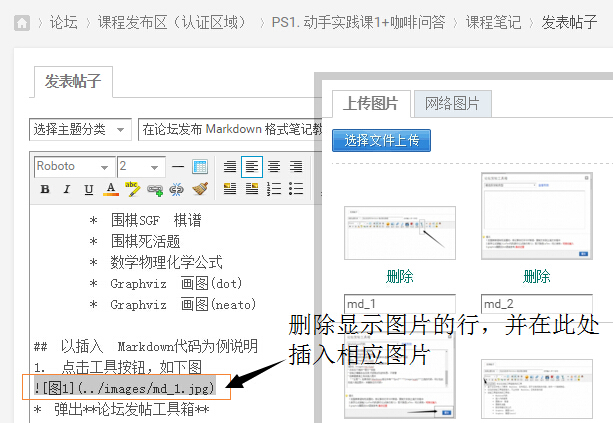 论坛 〉 课程发布区（认证区域） 〉 PS1. 动手实践课1+咖啡问答 〉 课程笔记 〉 发表帖子
发表帖子
选择主题分类
在论坛发布 Markdown 格式笔记教
Roboto
2
B I U A
* 围棋SGF 棋谱
* 围棋死活题
* 数学物理化学公式
* Graphviz 画图(dot)
* Graphviz 画图(neato)
## 以插入 Markdown代码为例说明
1. 点击工具按钮，如下图
![图1](../images/md_1.jpg)
* 弹出**论坛发帖工具箱**
上传图片
网络图片
选择文件上传
删除
删除
md_1
md_2
删除显示图片的行，并在此处
插入相应图片